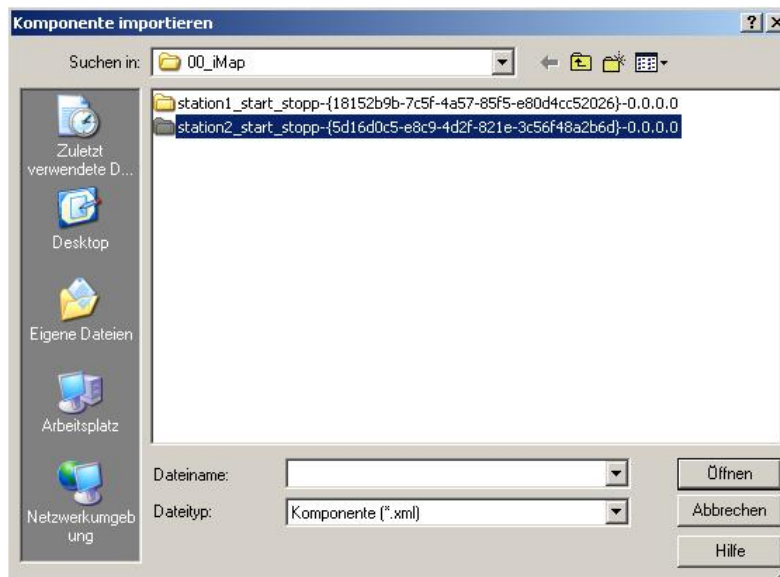 Komponente importieren
Suchen in: 00_iMap
station1_start_stopp-{18152b9b-7c5f-4a57-85f5-e80d4cc52026}-0.0.0.0
station2_start_stopp-{5d16d0c5-e8c9-4d2f-821e-3c56f48a2b6d}-0.0.0.0
Zuletzt
verwendete D...
Desktop
Eigene Dateien
Arbeitsplatz
Netzwerkumgeb
ung
Dateiname:
Öffnen
Dateityp: Komponente (*.xml)
Abbrechen
Hilfe